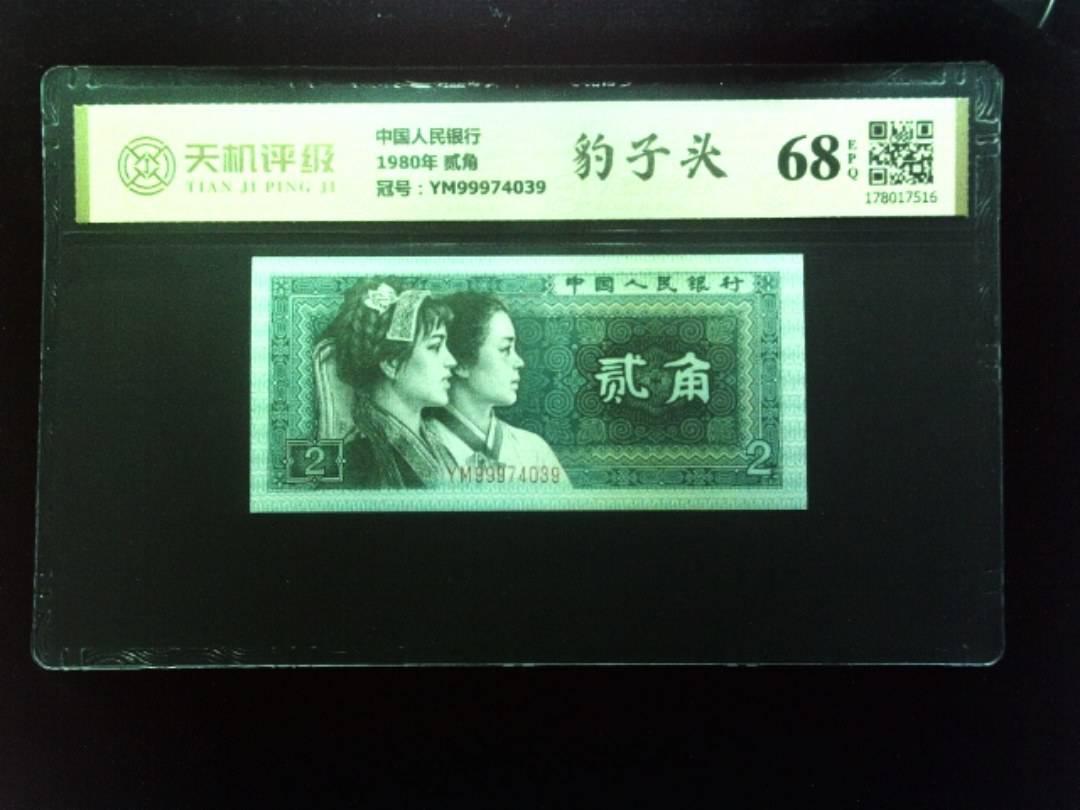 天机评级
TIAN JI PING JI
中国人民银行
1980年 贰角
冠号：YM99974039
豹子头
68
EPQ
178017516
中国人民银行
贰角
2
2
YM99974039